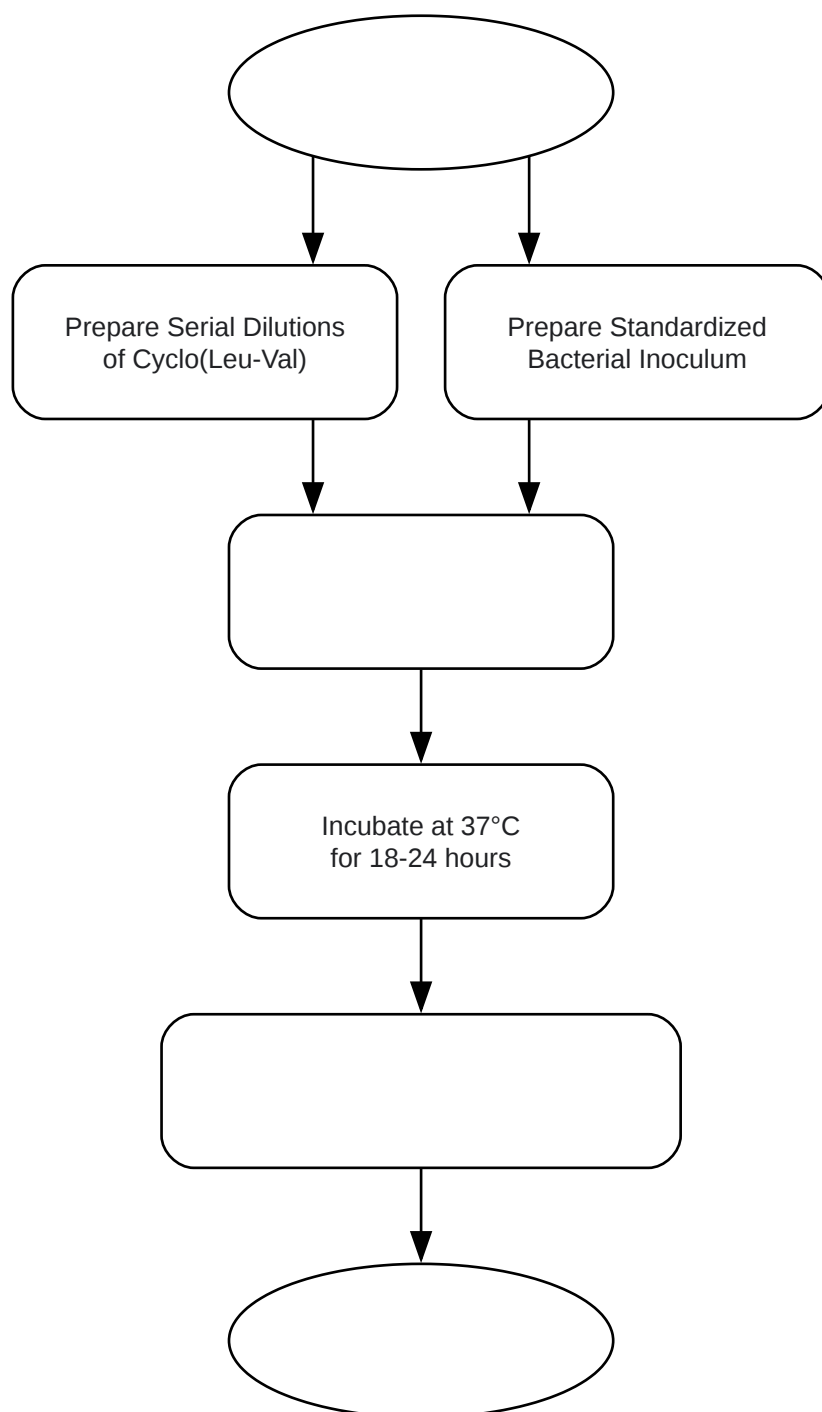 Prepare Serial Dilutions
of Cyclo(Leu-Val)
Prepare Standardized
Bacterial Inoculum
Incubate at 37°C
for 18-24 hours